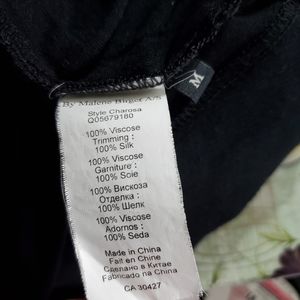 M
By Malene Birger A/S
Style Charosa
Q05679180
100% Viscose
Trimming :
100% Silk
100% Viscose
Garniture :
100% Soie
100% Вискоза
Отделка :
100% Шелк
100% Viscose
Adornos :
100% Seda
Made in China
Fait en Chine
Сделано в Китае
Fabricado na China
CA 30427